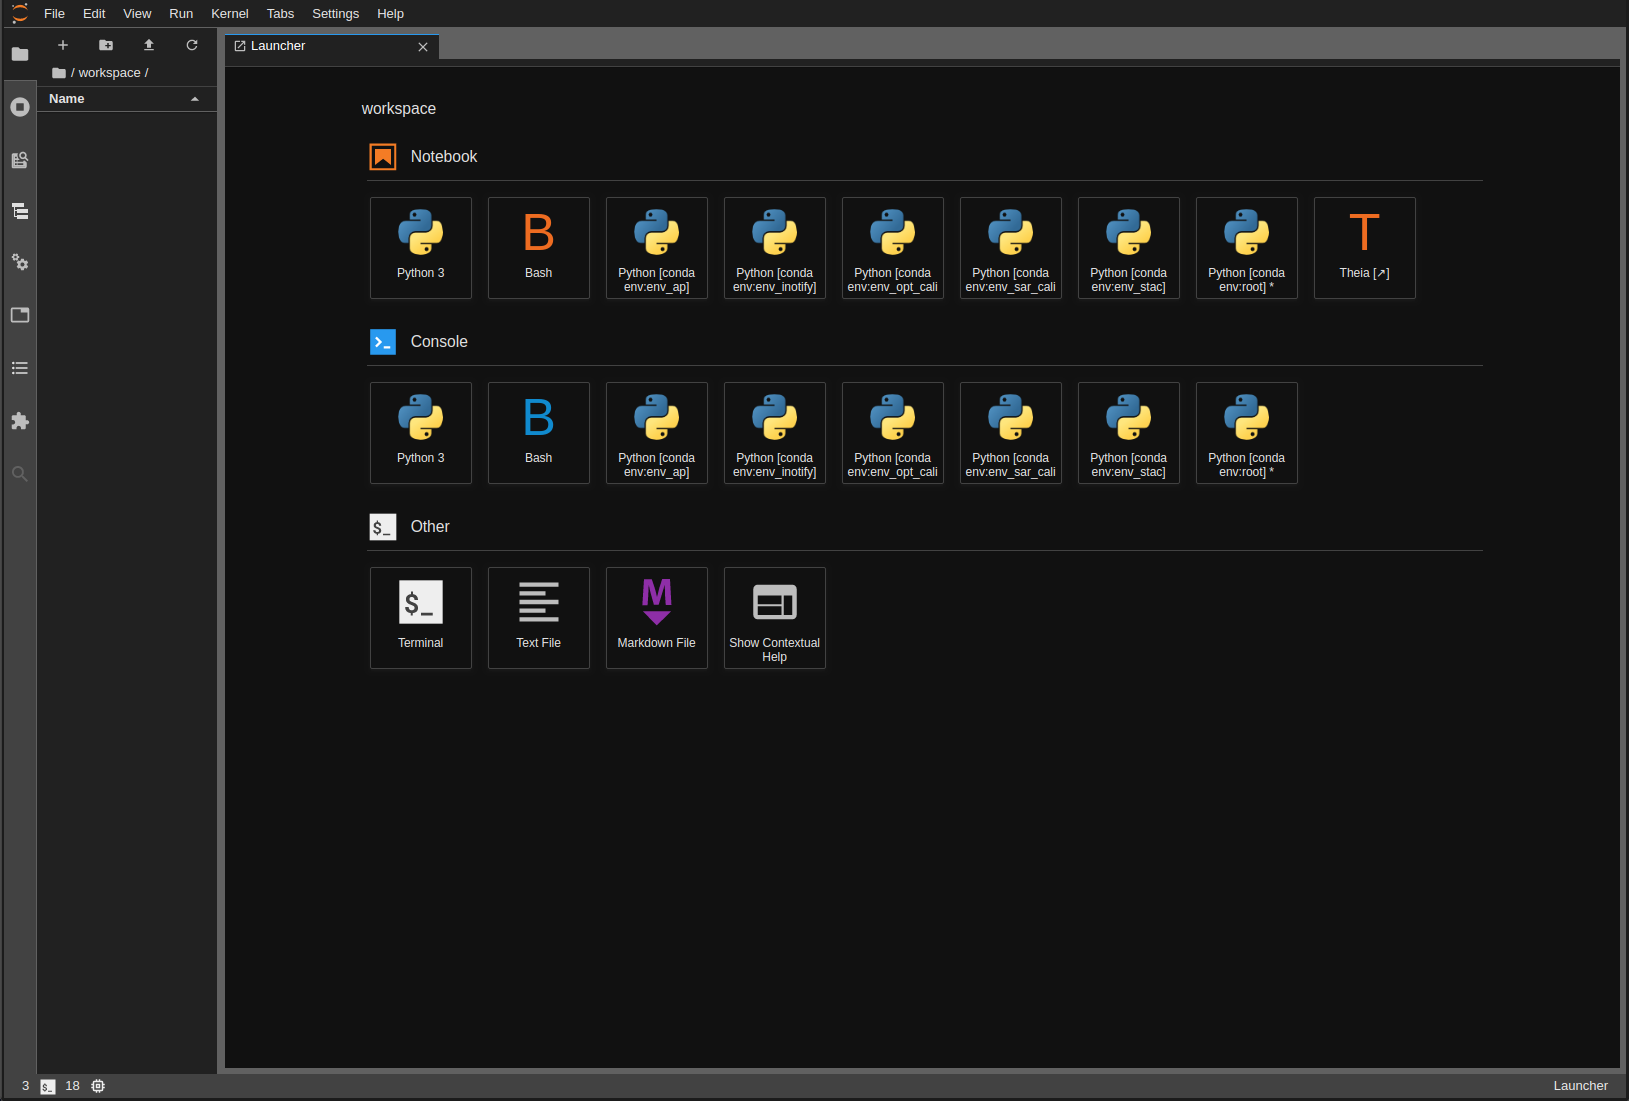 File Edit View Run Kernel Tabs Settings Help
Launcher
/ workspace /
Name
workspace
Notebook
Python 3
Bash
Python [conda
env:env_ap]
Python [conda
env:env_inotify]
Python [conda
env:env_opt_cali
Python [conda
env:env_sar_cali
Python [conda
env:env_stac]
Python [conda
env:root] *
T
Theia [↗]
Console
Python 3
B
Bash
Python [conda
env:env_ap]
Python [conda
env:env_inotify]
Python [conda
env:env_opt_cali
Python [conda
env:env_sar_cali
Python [conda
env:env_stac]
Python [conda
env:root] *
$_
Other
$_
Terminal
Text File
M
Markdown File
Show Contextual
Help
3 $_ 18
Launcher